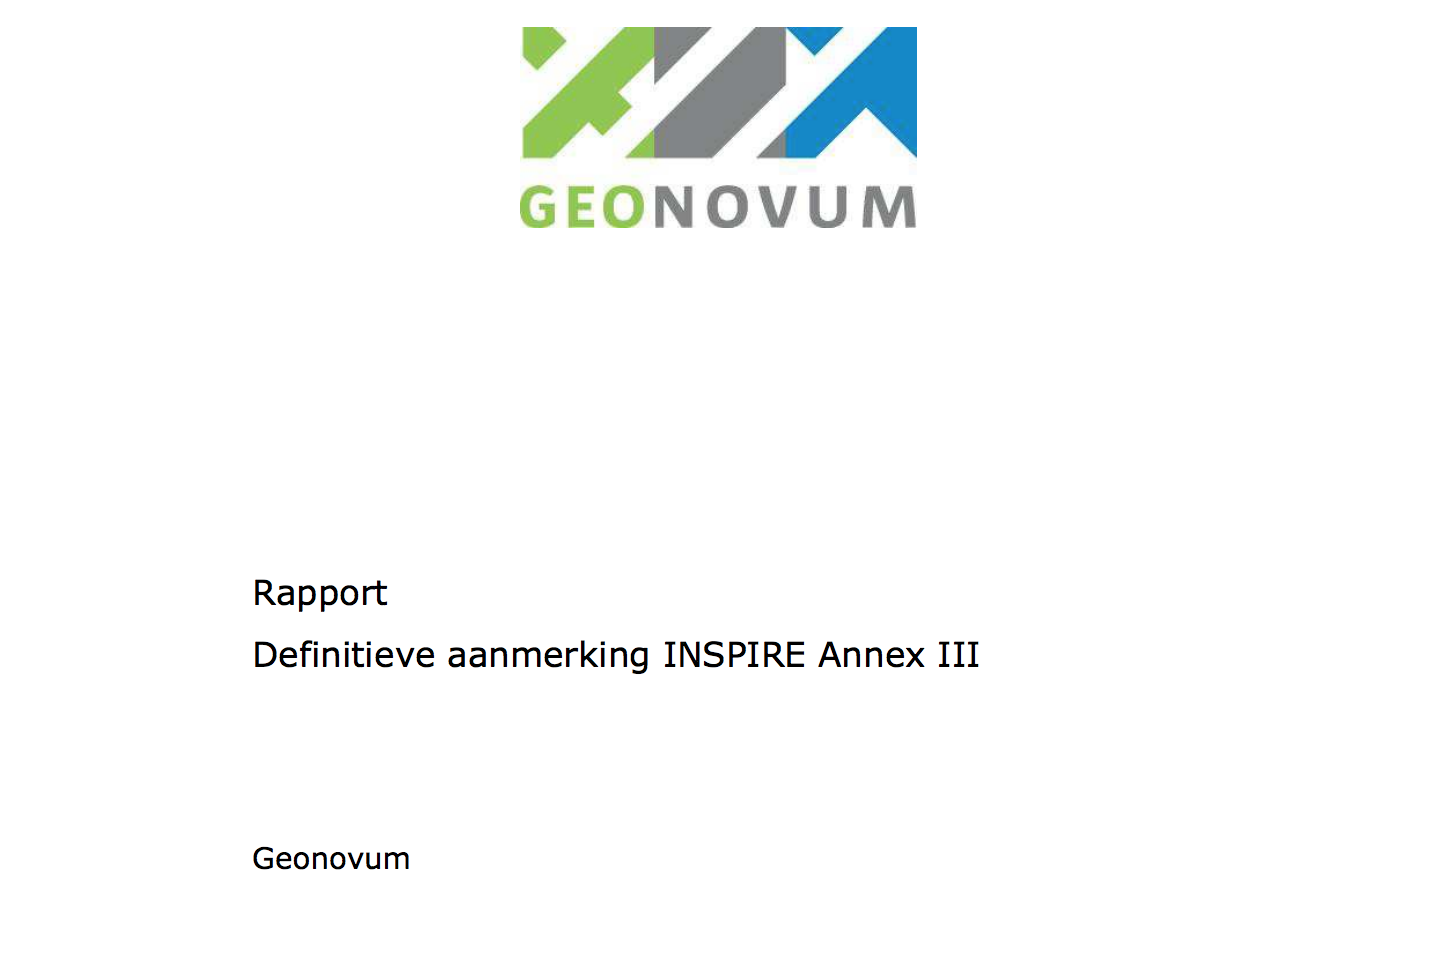 GEONOVUM
Rapport
Definitieve aanmerking INSPIRE Annex III
Geonovum